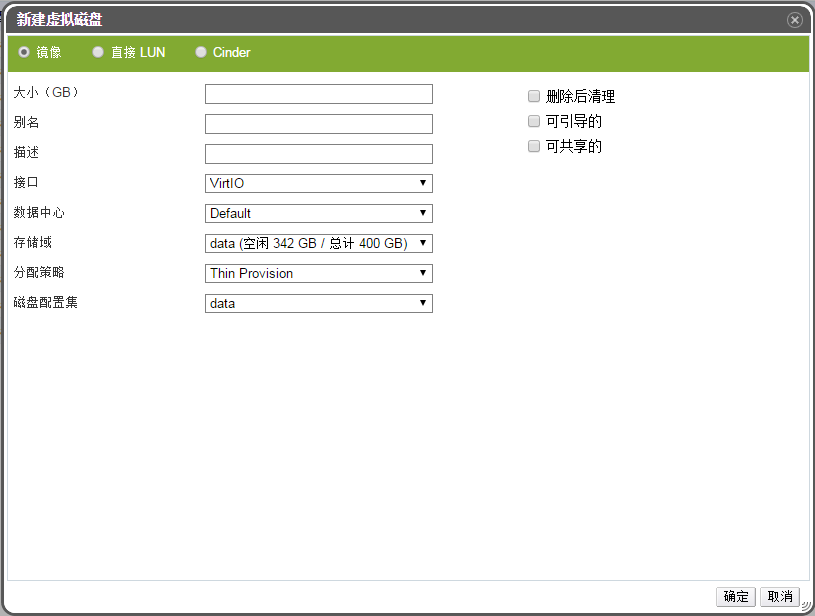 新建虚拟磁盘
镜像 直接 LUN Cinder
大小（GB） 删除后清理
别名 可引导的
描述 可共享的
接口 VirtIO
数据中心 Default
存储域 data (空闲 342 GB / 总计 400 GB)
分配策略 Thin Provision
磁盘配置集 data
确定 取消